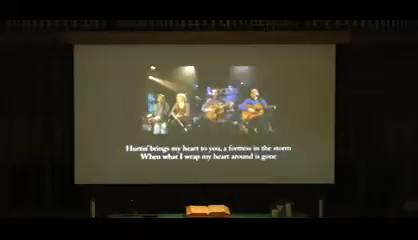 Hurtin' brings my heart to you, a fortress in the storm
When what I wrap my heart around is gone